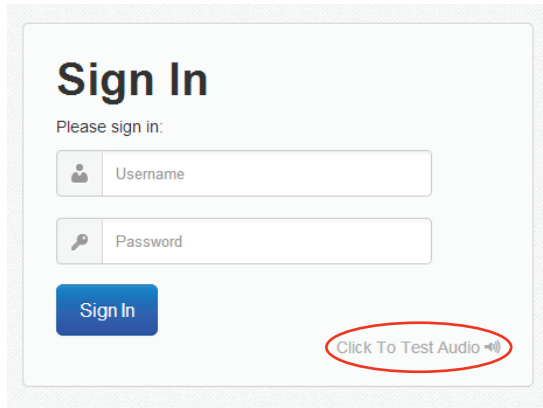 Sign In
Please sign in:
Username
Password
Sign In
Click To Test Audio